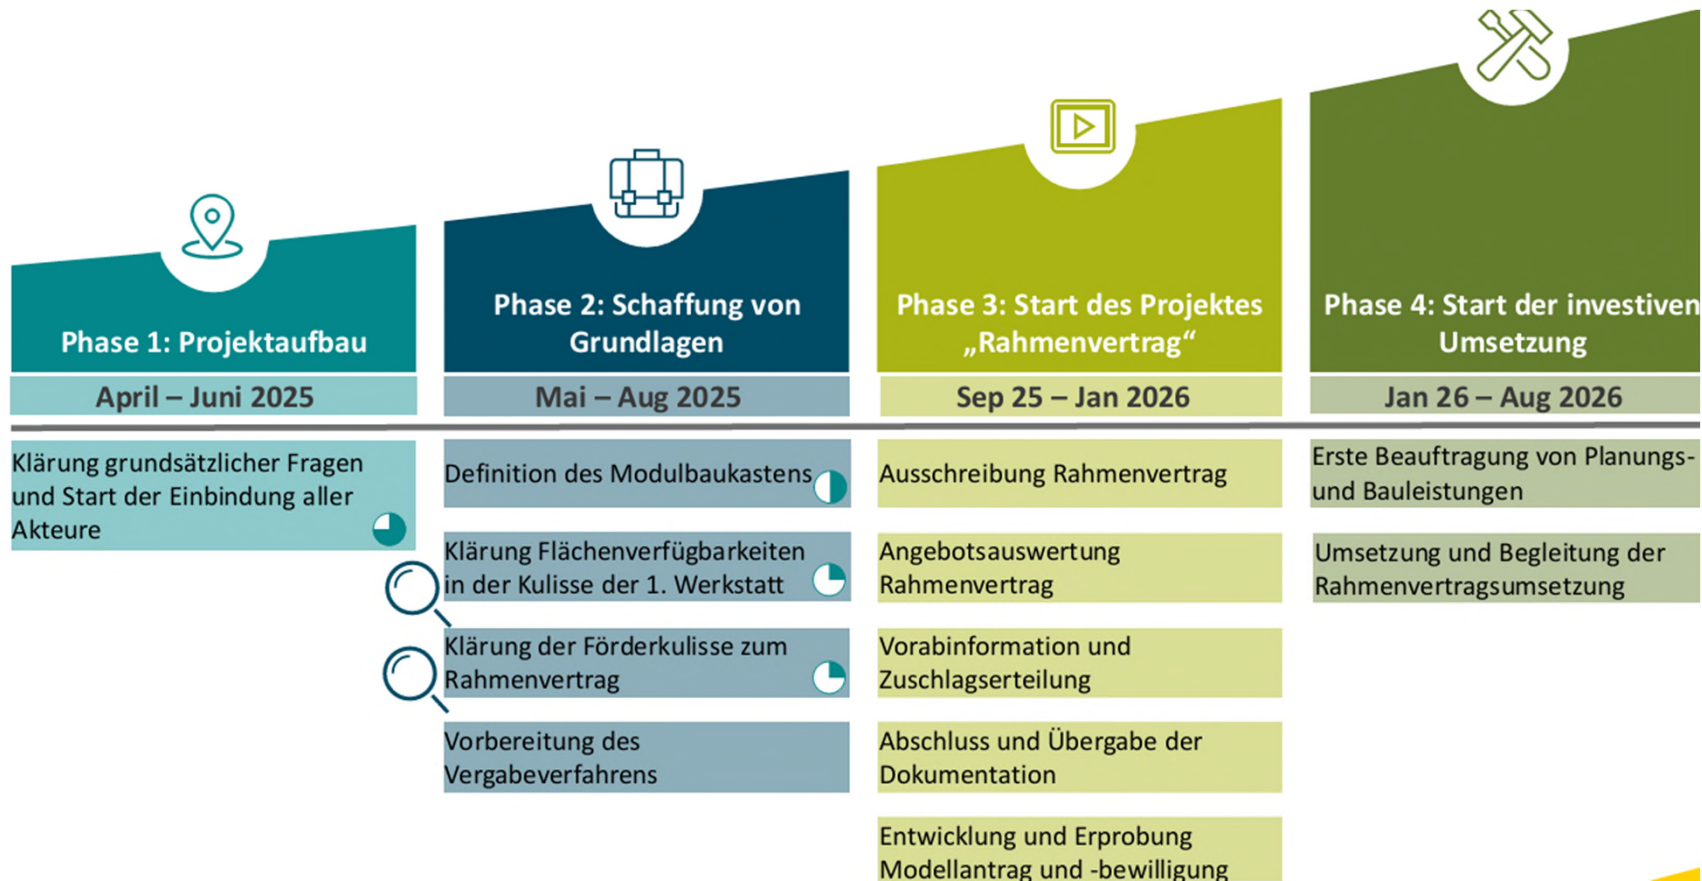 Phase 1: Projektaufbau
April – Juni 2025
Klärung grundsätzlicher Fragen
und Start der Einbindung aller
Akteure
Phase 2: Schaffung von
Grundlagen
Mai – Aug 2025
Definition des Modulbaukastens
Klärung Flächenverfügbarkeiten
in der Kulisse der 1. Werkstatt
Klärung der Förderkulisse zum
Rahmenvertrag
Vorbereitung des
Vergabeverfahrens
Phase 3: Start des Projektes
„Rahmenvertrag“
Sep 25 – Jan 2026
Ausschreibung Rahmenvertrag
Angebotsauswertung
Rahmenvertrag
Vorabinformation und
Zuschlagserteilung
Abschluss und Übergabe der
Dokumentation
Entwicklung und Erprobung
Modellantrag und -bewilligung
Phase 4: Start der investiven
Umsetzung
Jan 26 – Aug 2026
Erste Beauftragung von Planungs-
und Bauleistungen
Umsetzung und Begleitung der
Rahmenvertragsumsetzung